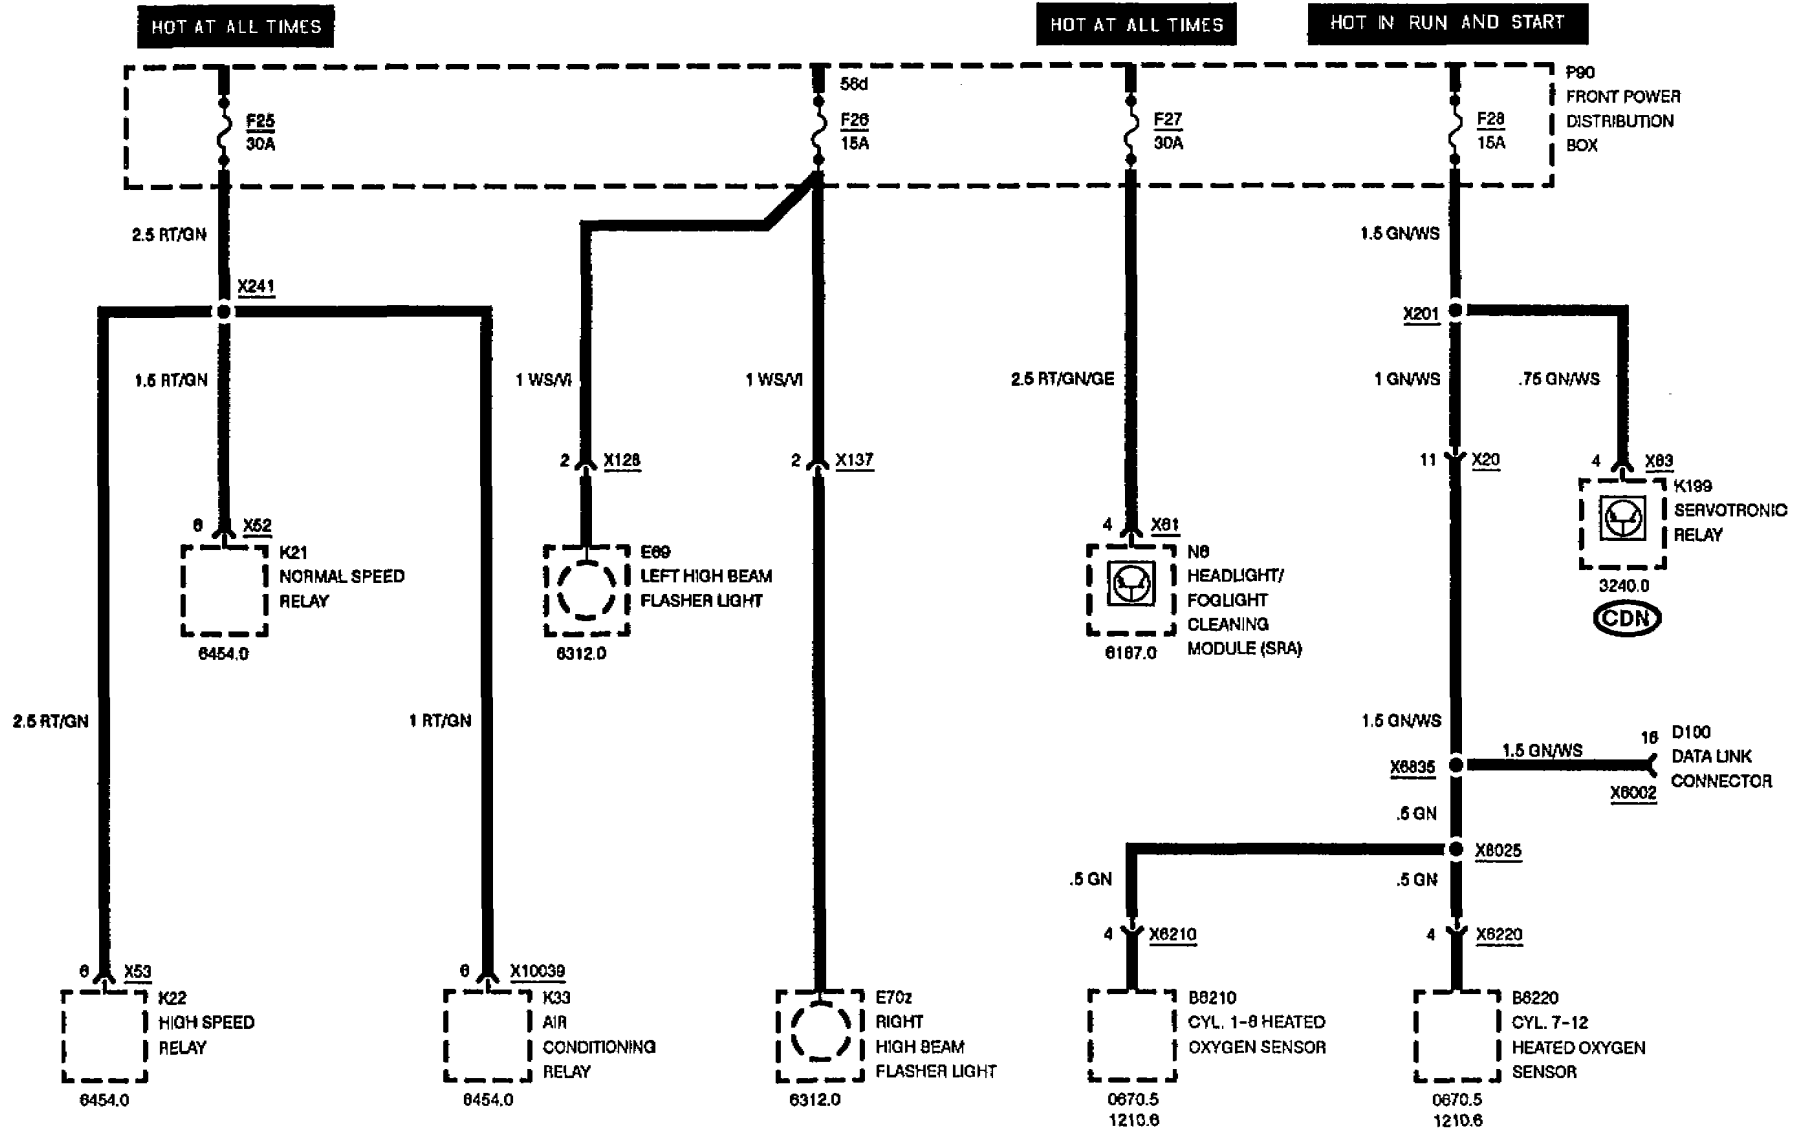 HOT AT ALL TIMES
HOT AT ALL TIMES
HOT IN RUN AND START
P90
FRONT POWER
DISTRIBUTION
BOX
56d
F25
30A
F26
15A
F27
30A
F28
15A
2.5 RT/GN
1.5 GN/WS
X241
X201
1.5 RT/GN
1 WS/VI
1 WS/VI
2.5 RT/GN/GE
1 GN/WS
.75 GN/WS
2 X128
2 X137
11 X20
4 X83
K199
SERVOTRONIC
RELAY
3240.0
CDN
6 X52
K21
NORMAL SPEED
RELAY
6454.0
E69
LEFT HIGH BEAM
FLASHER LIGHT
6312.0
4 X61
N6
HEADLIGHT/
FOGLIGHT
CLEANING
MODULE (SRA)
6167.0
2.5 RT/GN
1 RT/GN
1.5 GN/WS
X6835
1.5 GN/WS
16
D100
DATA LINK
CONNECTOR
X6002
.5 GN
X6025
.5 GN
.5 GN
4 X6210
4 X6220
6 X53
K22
HIGH SPEED
RELAY
6454.0
6 X10039
K33
AIR
CONDITIONING
RELAY
6454.0
E70z
RIGHT
HIGH BEAM
FLASHER LIGHT
6312.0
B6210
CYL. 1-6 HEATED
OXYGEN SENSOR
0670.5
1210.6
B6220
CYL. 7-12
HEATED OXYGEN
SENSOR
0670.5
1210.6